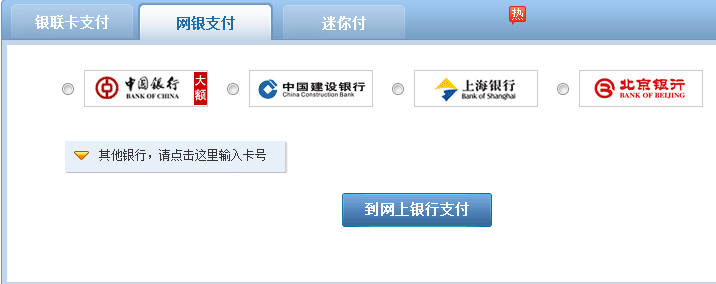 银联卡支付 网银支付 迷你付 热
中国银行 大额 中国建设银行 上海银行 北京银行
BANK OF CHINA China Construction Bank Bank of Shanghai BANK OF BEIJING
其他银行，请点击这里输入卡号
到网上银行支付